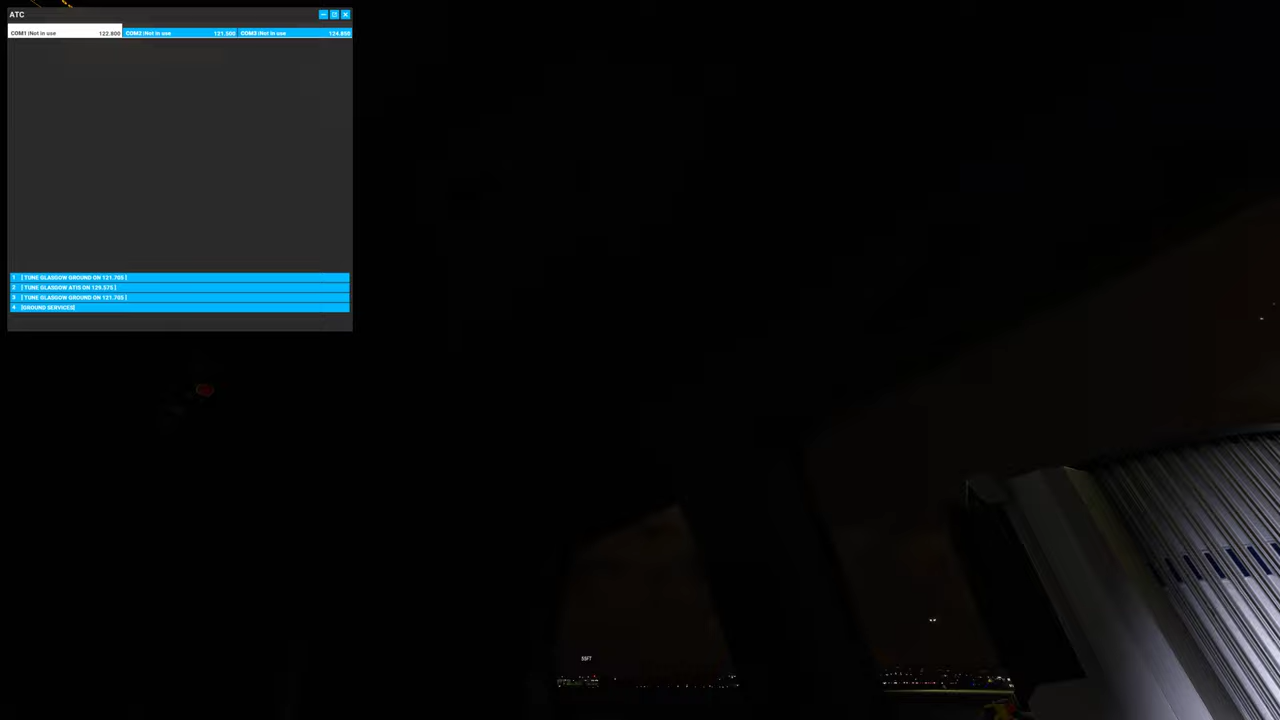 ATC
COM1 |Not in use 122.800
COM2 |Not in use 121.500
COM3 |Not in use 124.850
1 [ TUNE GLASGOW GROUND ON 121.705 ]
2 [ TUNE GLASGOW ATIS ON 129.575 ]
3 [ TUNE GLASGOW GROUND ON 121.705 ]
4 [GROUND SERVICES]